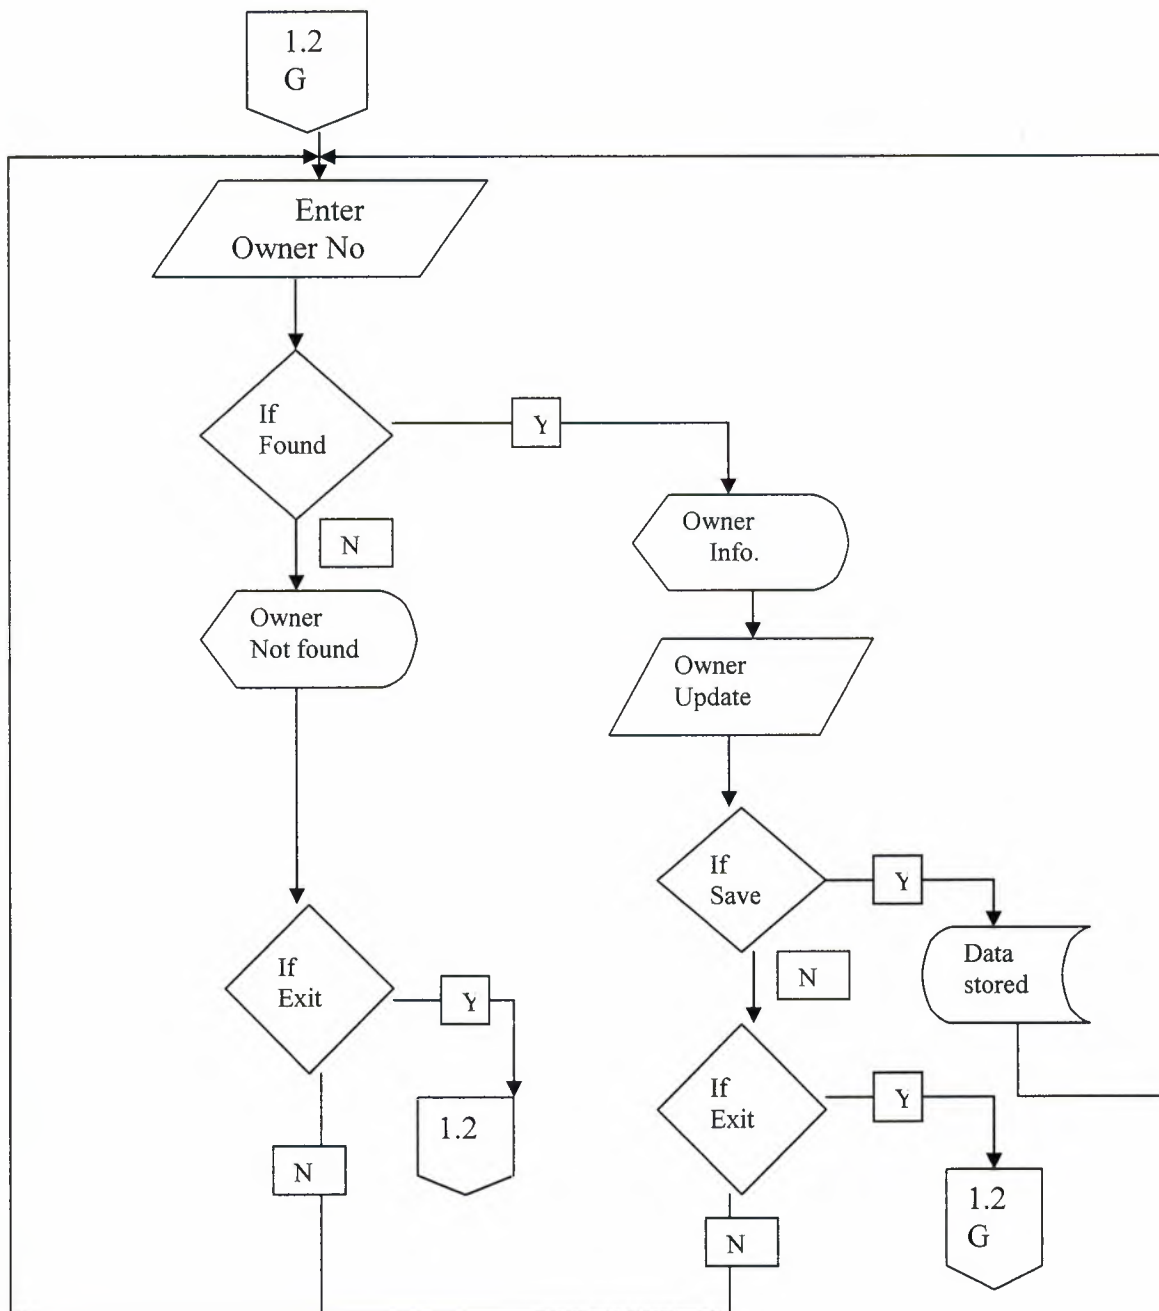 1.2
G
Enter
Owner No
If
Found
Y
N
Owner
Info.
Owner
Not found
Owner
Update
If
Save
Y
Data
stored
N
If
Exit
Y
1.2
N
If
Exit
Y
1.2
G
N